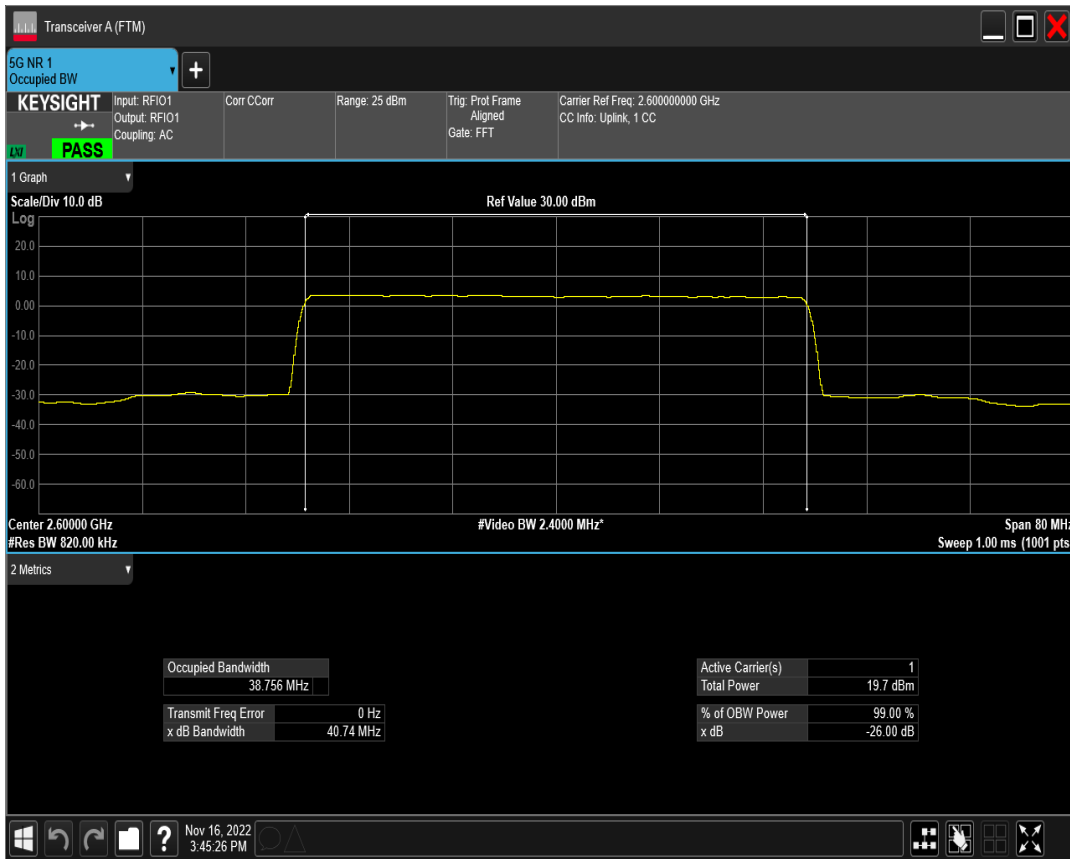 Transceiver A (FTM)
5G NR 1
Occupied BW
+
KEYSIGHT
LXI
PASS
Input: RFIO1
Output: RFIO1
Coupling: AC
Corr CCorr
Range: 25 dBm
Trig: Prot Frame
Aligned
Gate: FFT
Carrier Ref Freq: 2.600000000 GHz
CC Info: Uplink, 1 CC
1 Graph
Scale/Div 10.0 dB
Ref Value 30.00 dBm
Log
20.0
10.0
0.00
-10.0
-20.0
-30.0
-40.0
-50.0
-60.0
Center 2.60000 GHz
#Video BW 2.4000 MHz*
Span 80 MHz
#Res BW 820.00 kHz
Sweep 1.00 ms (1001 pts
2 Metrics
Occupied Bandwidth
38.756 MHz
Transmit Freq Error 0 Hz
x dB Bandwidth 40.74 MHz
Active Carrier(s) 1
Total Power 19.7 dBm
% of OBW Power 99.00 %
x dB -26.00 dB
?
Nov 16, 2022
3:45:26 PM